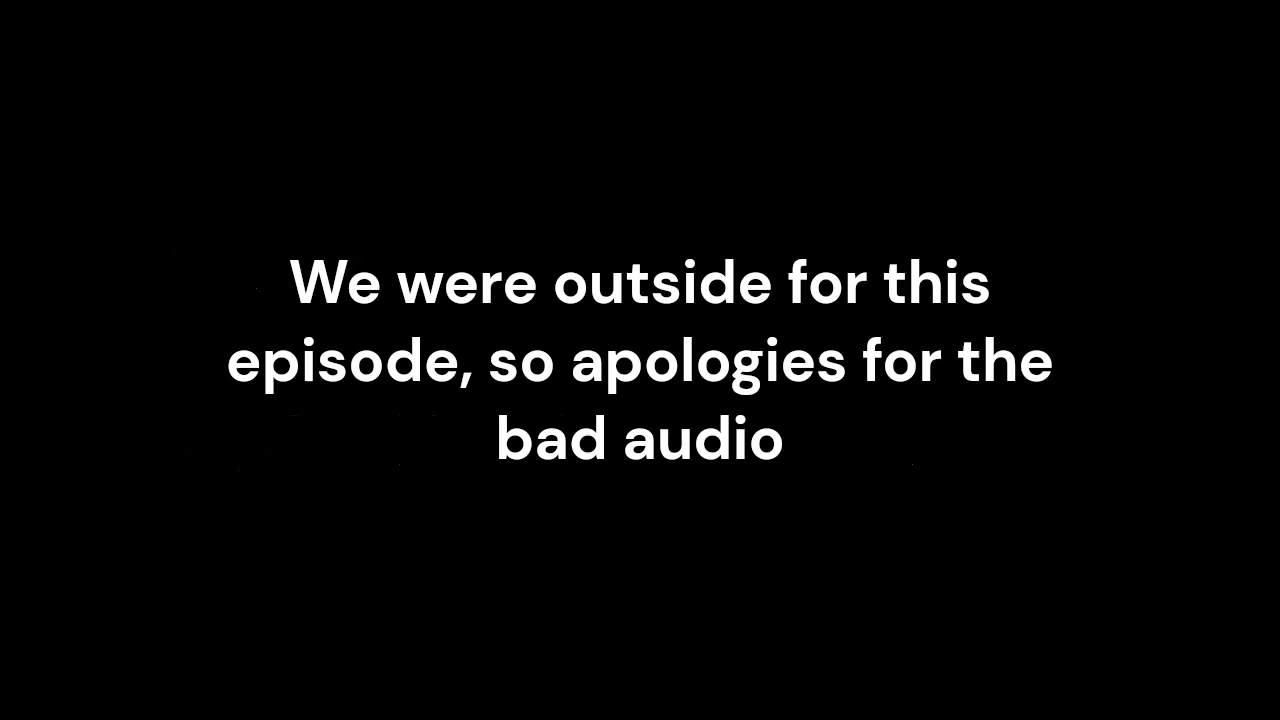 We were outside for this
episode, so apologies for the
bad audio